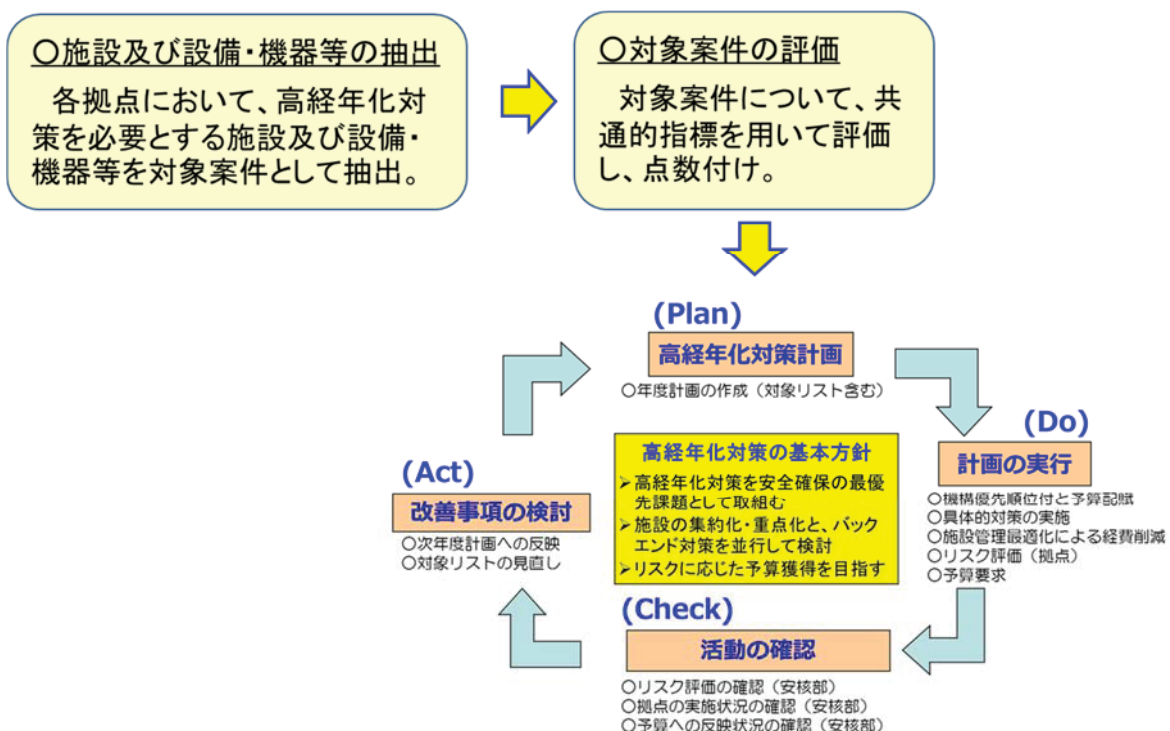 〇施設及び設備・機器等の抽出
各拠点において、高経年化対
策を必要とする施設及び設備・
機器等を対象案件として抽出。
〇対象案件の評価
対象案件について、共
通的指標を用いて評価
し、点数付け。
(Plan)
高経年化対策計画
〇年度計画の作成（対象リスト含む）
(Do)
計画の実行
〇機構優先順位付と予算配賦
〇具体的対策の実施
〇施設管理最適化による経費削減
〇リスク評価（拠点）
〇予算要求
高経年化対策の基本方針
➢高経年化対策を安全確保の最優
先課題として取組む
➢施設の集約化・重点化と、バック
エンド対策を並行して検討
➢リスクに応じた予算獲得を目指す
(Act)
改善事項の検討
〇次年度計画への反映
〇対象リストの見直し
(Check)
活動の確認
〇リスク評価の確認（安核部）
〇拠点の実施状況の確認（安核部）
〇予算への反映状況の確認（安核部）